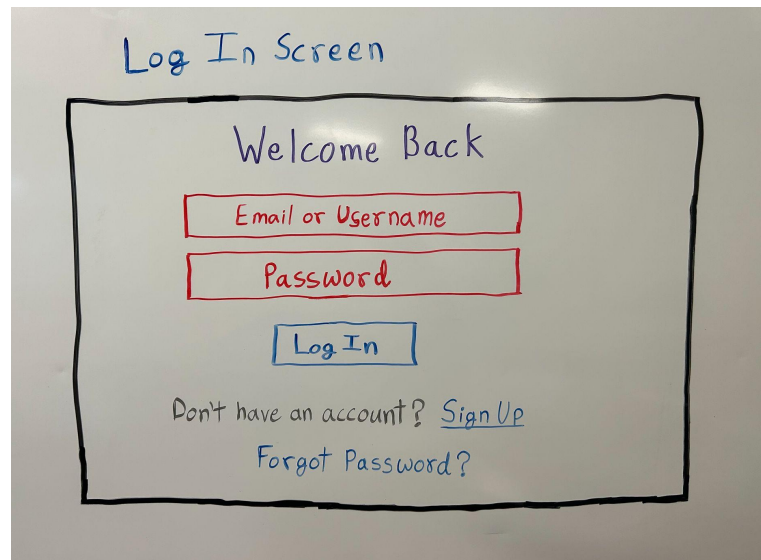 Log In Screen
Welcome Back
Email or Username
Password
Log In
Don't have an account? Sign Up
Forgot Password?